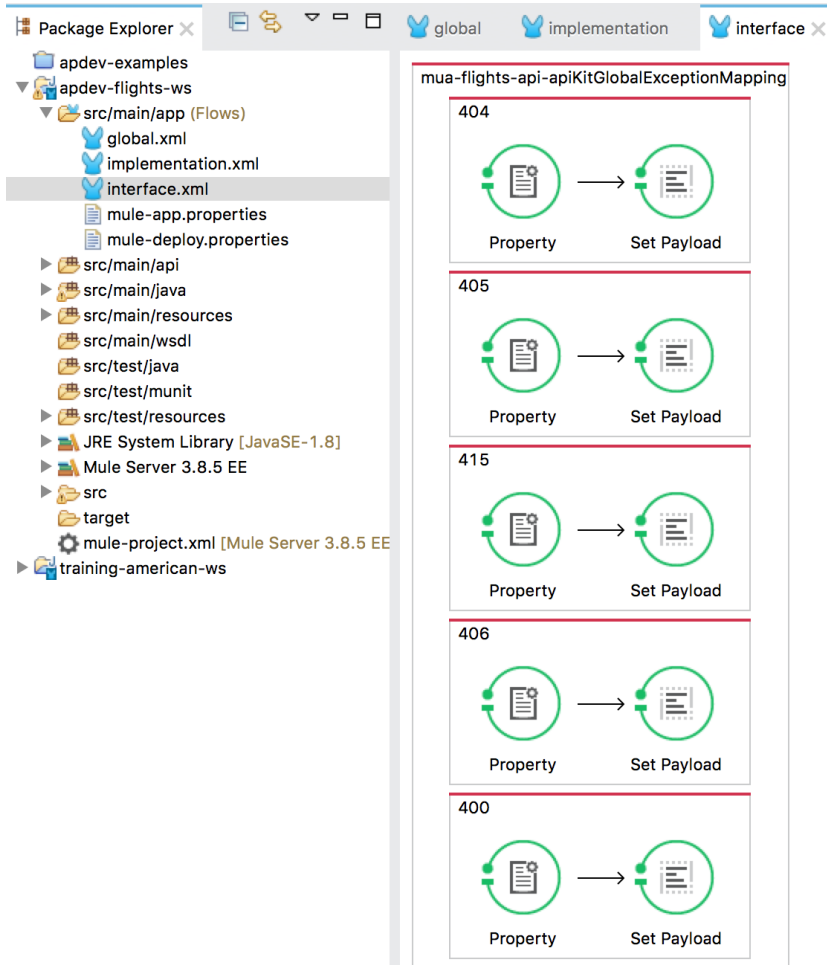 Package Explorer
apdev-examples
apdev-flights-ws
src/main/app (Flows)
global.xml
implementation.xml
interface.xml
mule-app.properties
mule-deploy.properties
src/main/api
src/main/java
src/main/resources
src/main/wsdl
src/test/java
src/test/munit
src/test/resources
JRE System Library [JavaSE-1.8]
Mule Server 3.8.5 EE
src
target
mule-project.xml [Mule Server 3.8.5 EE
training-american-ws
global implementation interface
mua-flights-api-apiKitGlobalExceptionMapping
404
Property Set Payload
405
Property Set Payload
415
Property Set Payload
406
Property Set Payload
400
Property Set Payload